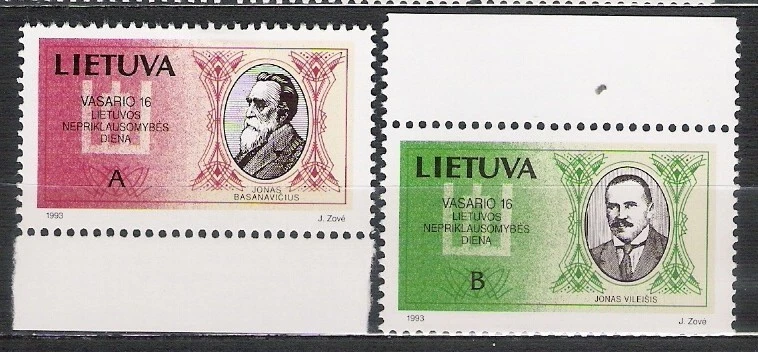 LIETUVA
VASARIO 16
LIETUVOS
NEPRIKLAUSOMYBĖS
DIENA
A
JONAS
BASANAVIČIUS
1993
J. Zovė
LIETUVA
VASARIO 16
LIETUVOS
NEPRIKLAUSOMYBĖS
DIENA
B
JONAS VILEIŠIS
1993
J. Zovė